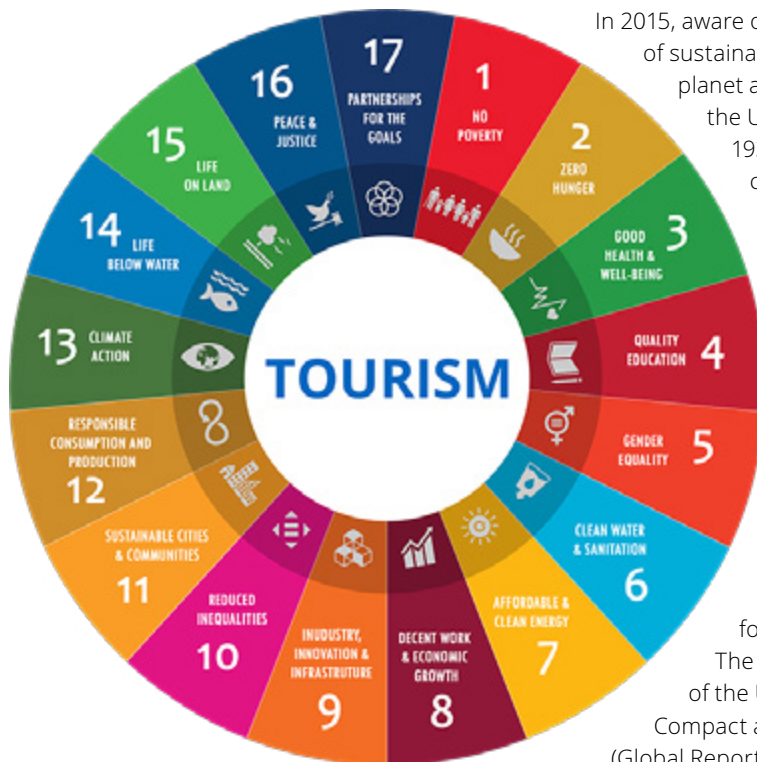 In 2015, aware o
of sustaina
planet a
the U
19
17
PARTNERSHIPS
FOR THE
GOALS
1
NO
POVERTY
2
ZERO
HUNGER
3
GOOD
HEALTH &
WELL-BEING
4
QUALITY
EDUCATION
5
GENDER
EQUALITY
6
CLEAN WATER
& SANITATION
7
AFFORDABLE &
CLEAN ENERGY
8
DECENT WORK
& ECONOMIC
GROWTH
9
INUDUSTRY,
INNOVATION &
INFRASTRUTURE
10
REDUCED
INEQUALITIES
11
SUSTAINABLE CITIES
& COMMUNITIES
12
RESPONSIBLE
CONSUMPTION AND
PRODUCTION
13
CLIMATE
ACTION
14
LIFE
BELOW WATER
15
LIFE
ON LAND
16
PEACE &
JUSTICE
TOURISM
fo
The
of the U
Compact a
(Global Report